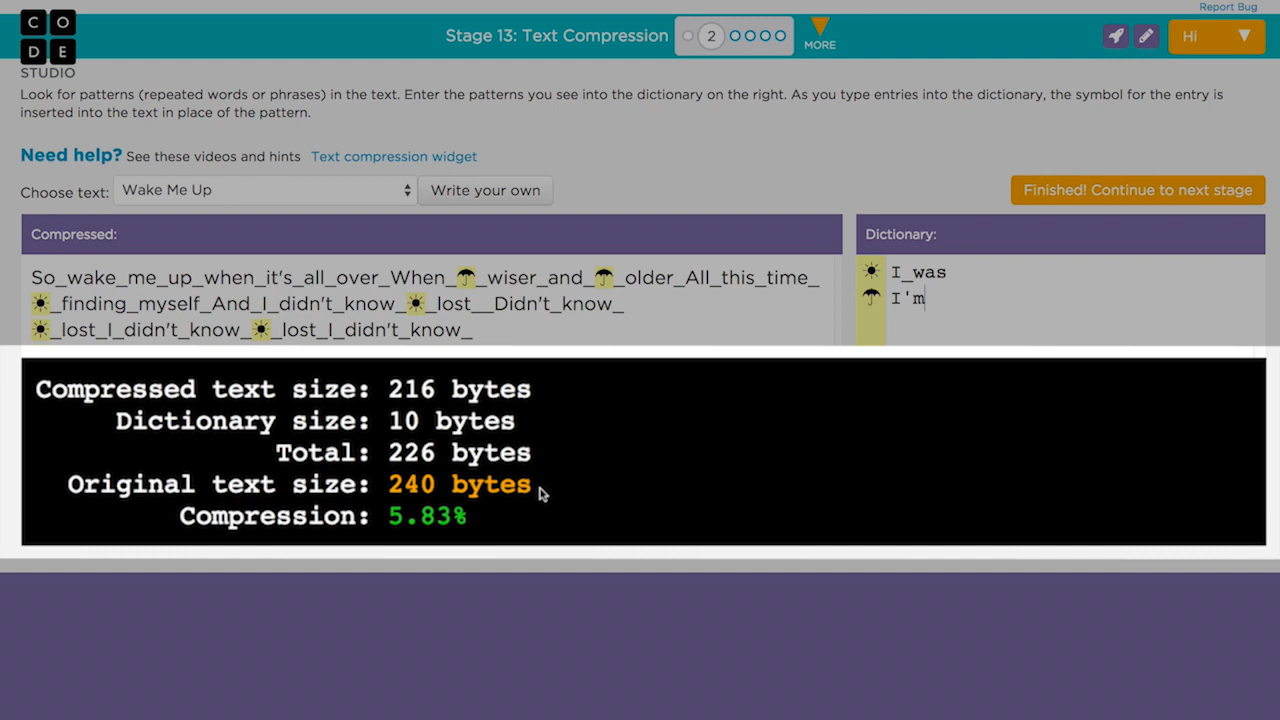 Report Bug
C O
D E
STUDIO
Stage 13: Text Compression
2
MORE
Hi
Look for patterns (repeated words or phrases) in the text. Enter the patterns you see into the dictionary on the right. As you type entries into the dictionary, the symbol for the entry is
inserted into the text in place of the pattern.
Need help? See these videos and hints Text compression widget
Choose text: Wake Me Up Write your own Finished! Continue to next stage
Compressed:
So_wake_me_up_when_it's_all_over_When_☂_wiser_and_☂_older_All_this_time_
☀_finding_myself_And_I_didn't_know_☀_lost__Didn't_know_
☀_lost_I_didn't_know_☀_lost_I_didn't_know_
Dictionary:
☀ I_was
☂ I'm
Compressed text size: 216 bytes
Dictionary size: 10 bytes
Total: 226 bytes
Original text size: 240 bytes
Compression: 5.83%